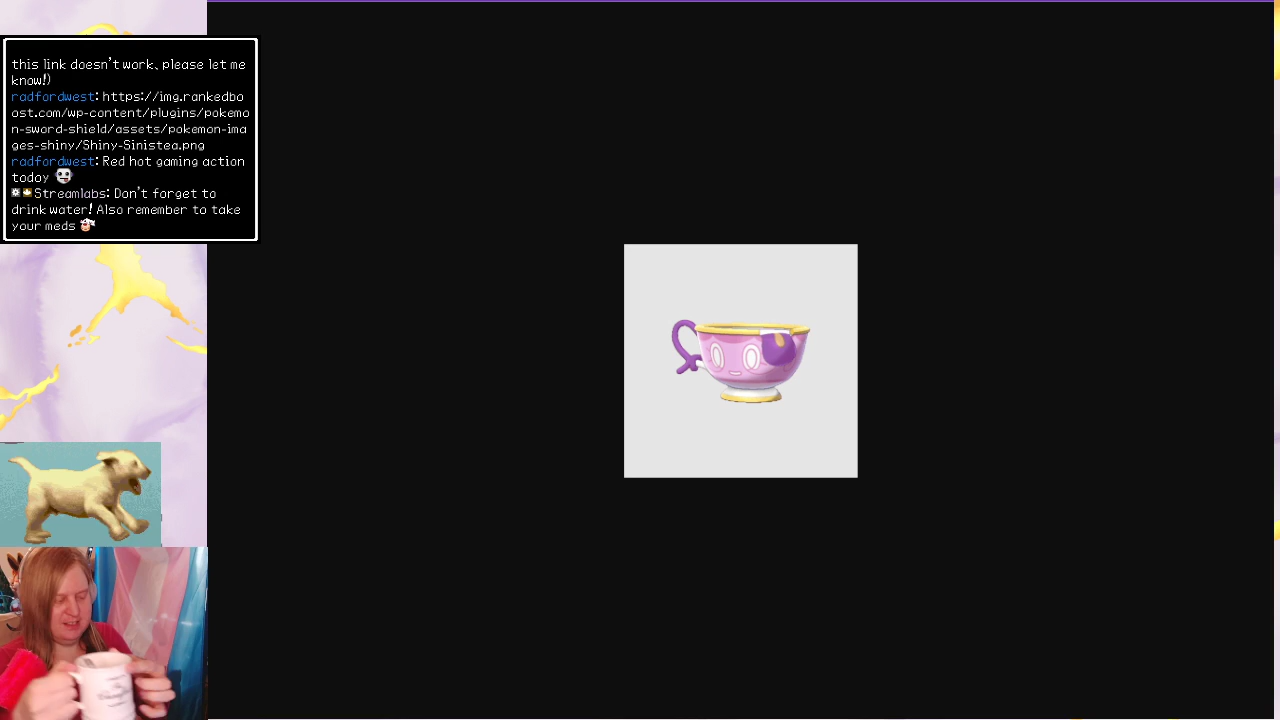 this link doesn't work, please let me
know!)
radfordwest: https://img.rankedbo
ost.com/wp-content/plugins/pokemo
n-sword-shield/assets/pokemon-ima
ges-shiny/Shiny-Sinistea.png
radfordwest: Red hot gaming action
today
Streamlabs: Don't forget to
drink water! Also remember to take
your meds